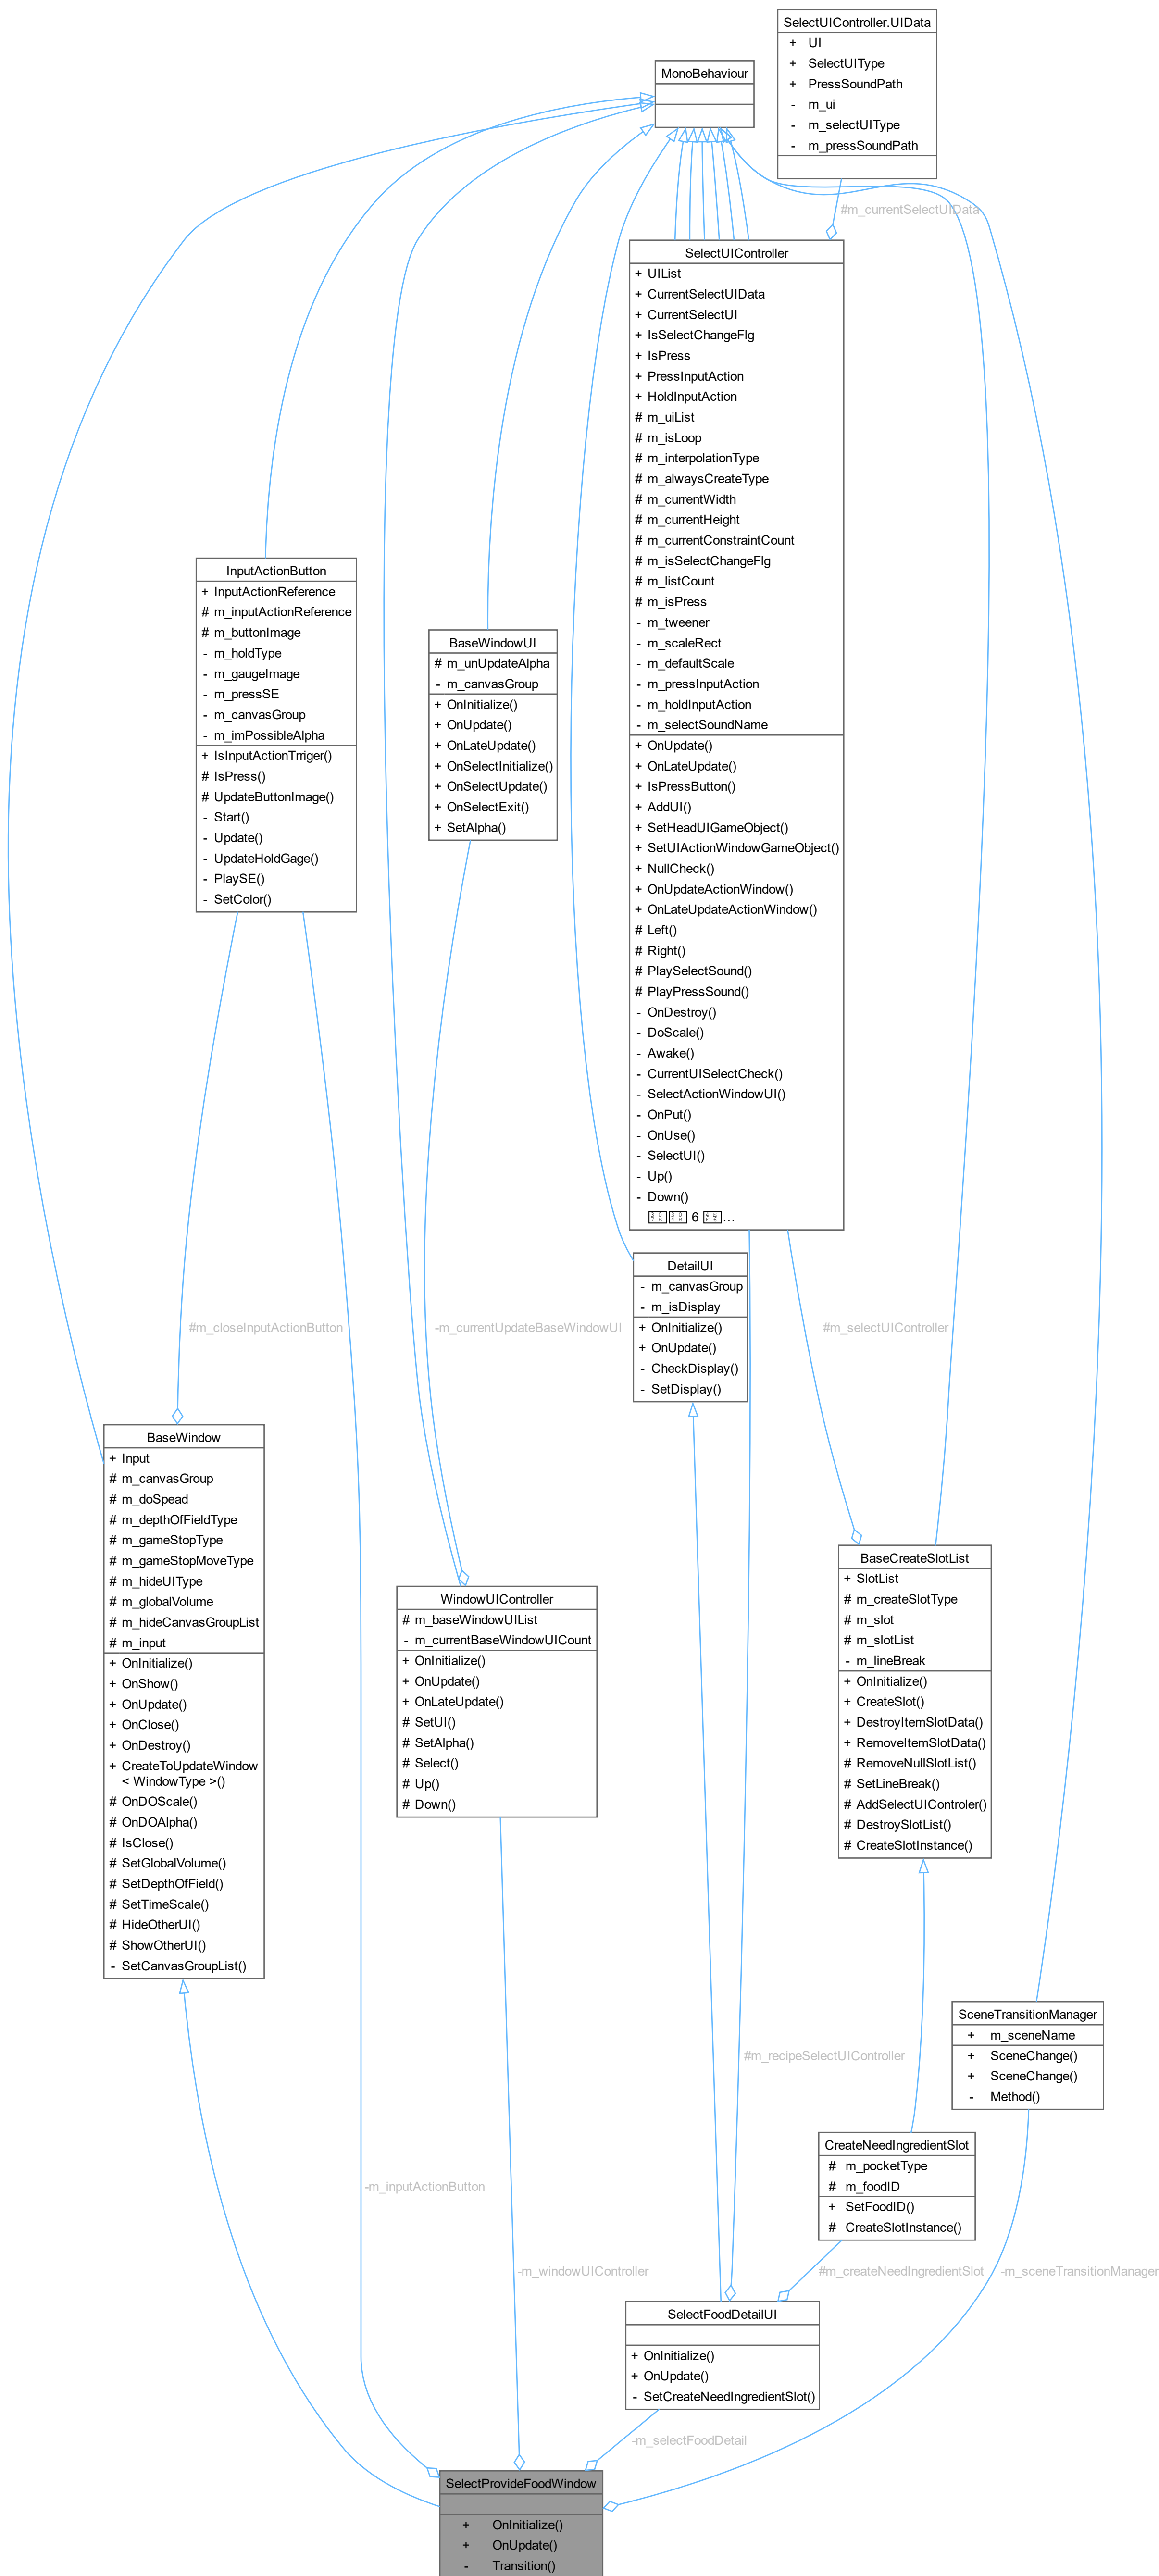 SelectUIController.UIData
+ UI
+ SelectUIType
+ PressSoundPath
- m_ui
- m_selectUIType
- m_pressSoundPath
MonoBehaviour
#m_currentSelectUIData
SelectUIController
+ UIList
+ CurrentSelectUIData
+ CurrentSelectUI
+ IsSelectChangeFlg
+ IsPress
+ PressInputAction
+ HoldInputAction
# m_uiList
# m_isLoop
# m_interpolationType
# m_alwaysCreateType
# m_currentWidth
# m_currentHeight
# m_currentConstraintCount
# m_isSelectChangeFlg
# m_listCount
# m_isPress
- m_tweener
- m_scaleRect
- m_defaultScale
- m_pressInputAction
- m_holdInputAction
- m_selectSoundName
+ OnUpdate()
+ OnLateUpdate()
+ IsPressButton()
+ AddUI()
+ SetHeadUIGameObject()
+ SetUIActionWindowGameObject()
+ NullCheck()
+ OnUpdateActionWindow()
+ OnLateUpdateActionWindow()
# Left()
# Right()
# PlaySelectSound()
# PlayPressSound()
- OnDestroy()
- DoScale()
- Awake()
- CurrentUISelectCheck()
- SelectActionWindowUI()
- OnPut()
- OnUse()
- SelectUI()
- Up()
- Down()
6 ...
InputActionButton
+ InputActionReference
# m_inputActionReference
# m_buttonImage
- m_holdType
- m_gaugeImage
- m_pressSE
- m_canvasGroup
- m_imPossibleAlpha
+ IsInputActionTrriger()
# IsPress()
# UpdateButtonImage()
- Start()
- Update()
- UpdateHoldGage()
- PlaySE()
- SetColor()
BaseWindowUI
# m_unUpdateAlpha
- m_canvasGroup
+ OnInitialize()
+ OnUpdate()
+ OnLateUpdate()
+ OnSelectInitialize()
+ OnSelectUpdate()
+ OnSelectExit()
+ SetAlpha()
DetailUI
- m_canvasGroup
- m_isDisplay
+ OnInitialize()
+ OnUpdate()
- CheckDisplay()
- SetDisplay()
#m_closeInputActionButton
-m_currentUpdateBaseWindowUI
#m_selectUIController
BaseWindow
+ Input
# m_canvasGroup
# m_doSpead
# m_depthOfFieldType
# m_gameStopType
# m_gameStopMoveType
# m_hideUIType
# m_globalVolume
# m_hideCanvasGroupList
# m_input
+ OnInitialize()
+ OnShow()
+ OnUpdate()
+ OnClose()
+ OnDestroy()
+ CreateToUpdateWindow
< WindowType >()
# OnDOScale()
# OnDOAlpha()
# IsClose()
# SetGlobalVolume()
# SetDepthOfField()
# SetTimeScale()
# HideOtherUI()
# ShowOtherUI()
- SetCanvasGroupList()
WindowUIController
# m_baseWindowUIList
- m_currentBaseWindowUICount
+ OnInitialize()
+ OnUpdate()
+ OnLateUpdate()
# SetUI()
# SetAlpha()
# Select()
# Up()
# Down()
BaseCreateSlotList
+ SlotList
# m_createSlotType
# m_slot
# m_slotList
- m_lineBreak
+ OnInitialize()
+ CreateSlot()
+ DestroyItemSlotData()
+ RemoveItemSlotData()
# RemoveNullSlotList()
# SetLineBreak()
# AddSelectUIControler()
# DestroySlotList()
# CreateSlotInstance()
SceneTransitionManager
+ m_sceneName
+ SceneChange()
+ SceneChange()
- Method()
#m_recipeSelectUIController
CreateNeedIngredientSlot
# m_pocketType
# m_foodID
+ SetFoodID()
# CreateSlotInstance()
-m_inputActionButton
-m_windowUIController
#m_createNeedIngredientSlot
-m_sceneTransitionManager
SelectFoodDetailUI
+ OnInitialize()
+ OnUpdate()
- SetCreateNeedIngredientSlot()
-m_selectFoodDetail
SelectProvideFoodWindow
+ OnInitialize()
+ OnUpdate()
- Transition()